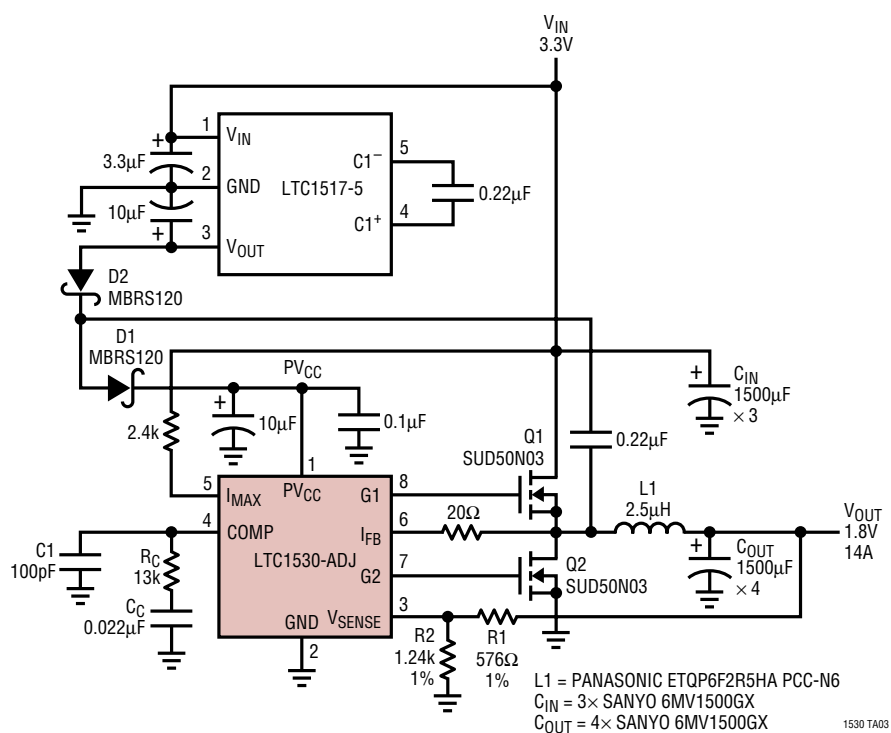 VIN
3.3V
1
VIN
3.3µF
2
GND
LTC1517-5
C1–
5
0.22µF
10µF
C1+
4
3
VOUT
D2
MBRS120
D1
MBRS120
PVCC
CIN
1500µF
× 3
2.4k
10µF
0.1µF
0.22µF
Q1
SUD50N03
1
5
IMAX
PVCC
G1
8
L1
2.5µH
VOUT
1.8V
14A
4
COMP
IFB
6
20Ω
C1
100pF
RC
13k
LTC1530-ADJ
G2
7
Q2
SUD50N03
COUT
1500µF
× 4
CC
0.022µF
GND
VSENSE
3
2
R2
1.24k
1%
R1
576Ω
1%
L1 = PANASONIC ETQP6F2R5HA PCC-N6
CIN = 3× SANYO 6MV1500GX
COUT = 4× SANYO 6MV1500GX
1530 TA03